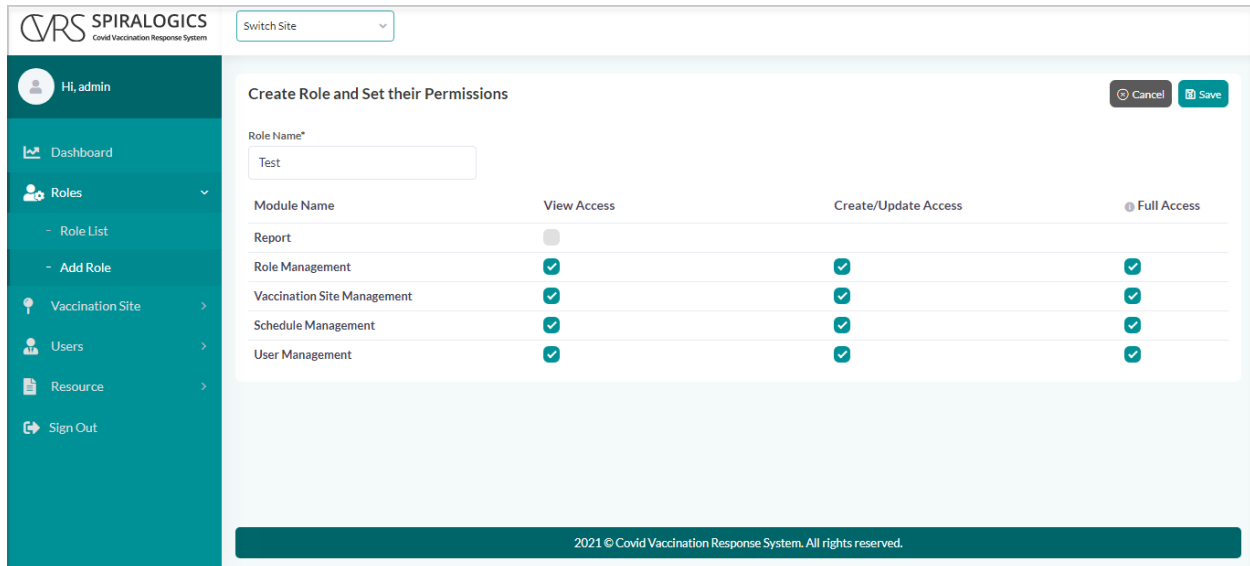 CVRS SPIRALOGICS
Covid Vaccination Response System
Switch Site
Hi, admin
Dashboard
Roles
- Role List
- Add Role
Vaccination Site
Users
Resource
Sign Out
Create Role and Set their Permissions
Cancel
Save
Role Name*
Test
Module Name View Access Create/Update Access Full Access
Report
Role Management
Vaccination Site Management
Schedule Management
User Management
2021 © Covid Vaccination Response System. All rights reserved.